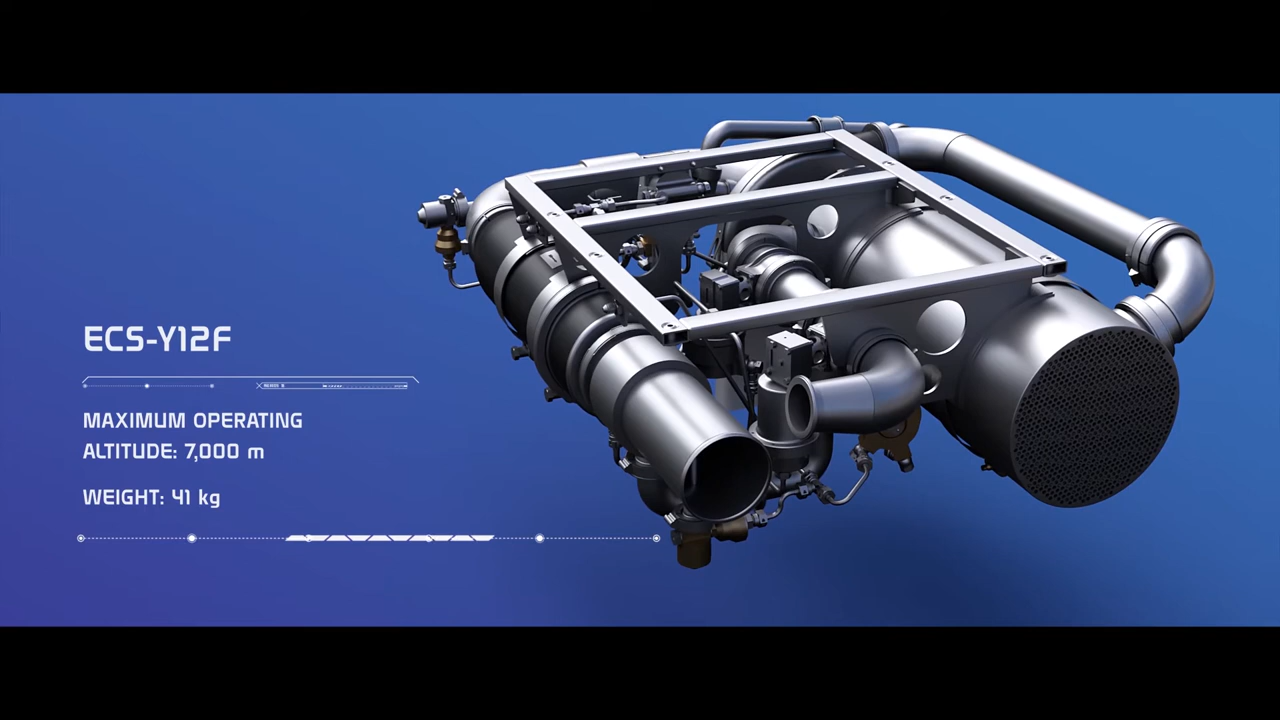 ECS-Y12F
MAXIMUM OPERATING
ALTITUDE: 7,000 m
WEIGHT: 41 kg